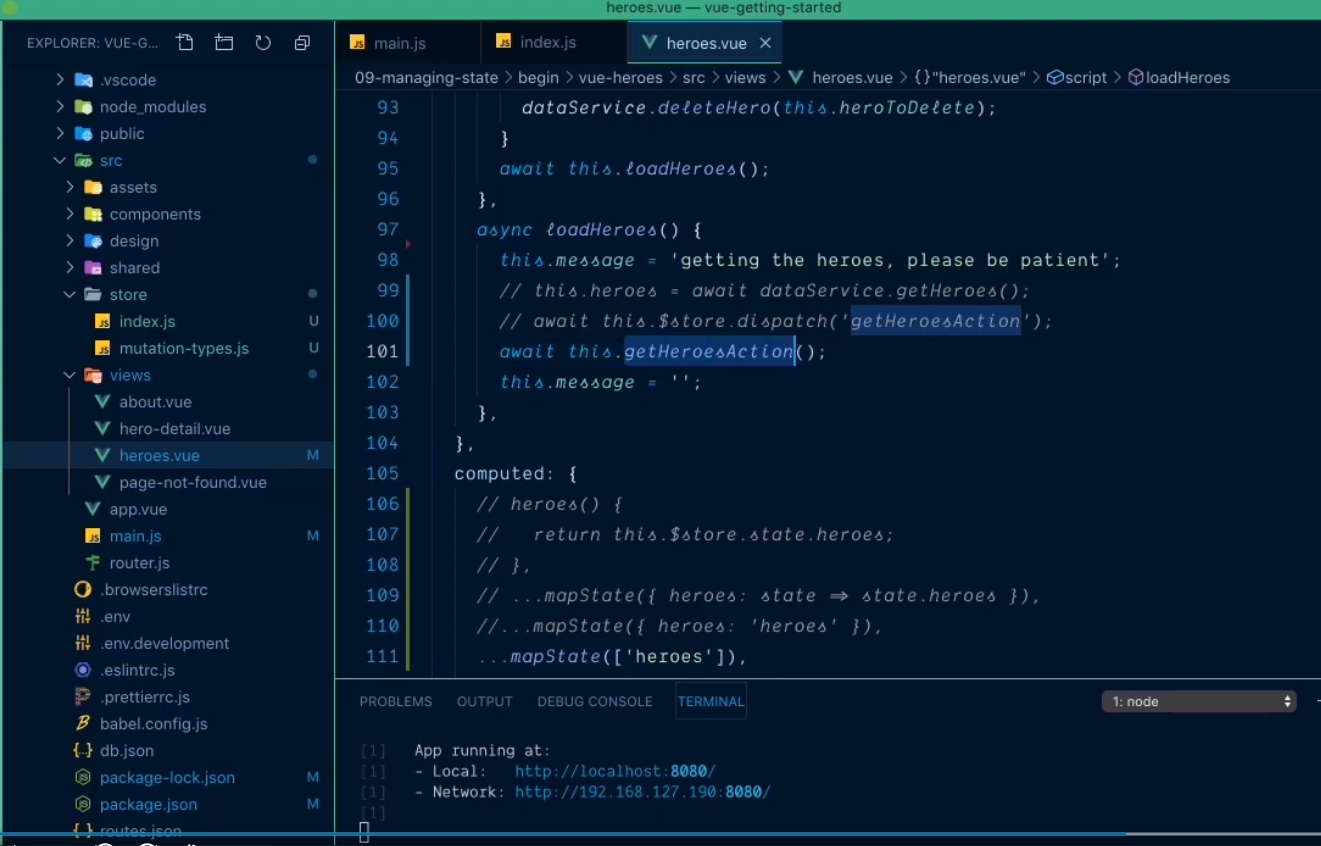 heroes.vue — vue-getting-started
EXPLORER: VUE-G...
main.js
index.js
heroes.vue
09-managing-state > begin > vue-heroes > src > views > heroes.vue > {}"heroes.vue" > script > loadHeroes
.vscode
node_modules
public
src
assets
components
design
shared
store
index.js U
mutation-types.js U
views
about.vue
hero-detail.vue
heroes.vue M
page-not-found.vue
app.vue
main.js M
router.js
.browserslistrc
.env
.env.development
.eslintrc.js
.prettierrc.js
babel.config.js
db.json
package-lock.json M
package.json M
routes.json
93 dataService.deleteHero(this.heroToDelete);
94 }
95 await this.loadHeroes();
96 },
97 async loadHeroes() {
98 this.message = 'getting the heroes, please be patient';
99 // this.heroes = await dataService.getHeroes();
100 // await this.$store.dispatch('getHeroesAction');
101 await this.getHeroesAction();
102 this.message = '';
103 },
104 },
105 computed: {
106 // heroes() {
107 // return this.$store.state.heroes;
108 // },
109 // ...mapState({ heroes: state => state.heroes }),
110 //...mapState({ heroes: 'heroes' }),
111 ...mapState(['heroes']),
PROBLEMS OUTPUT DEBUG CONSOLE TERMINAL 1: node
[1] App running at:
[1] - Local: http://localhost:8080/
[1] - Network: http://192.168.127.190:8080/
[1]